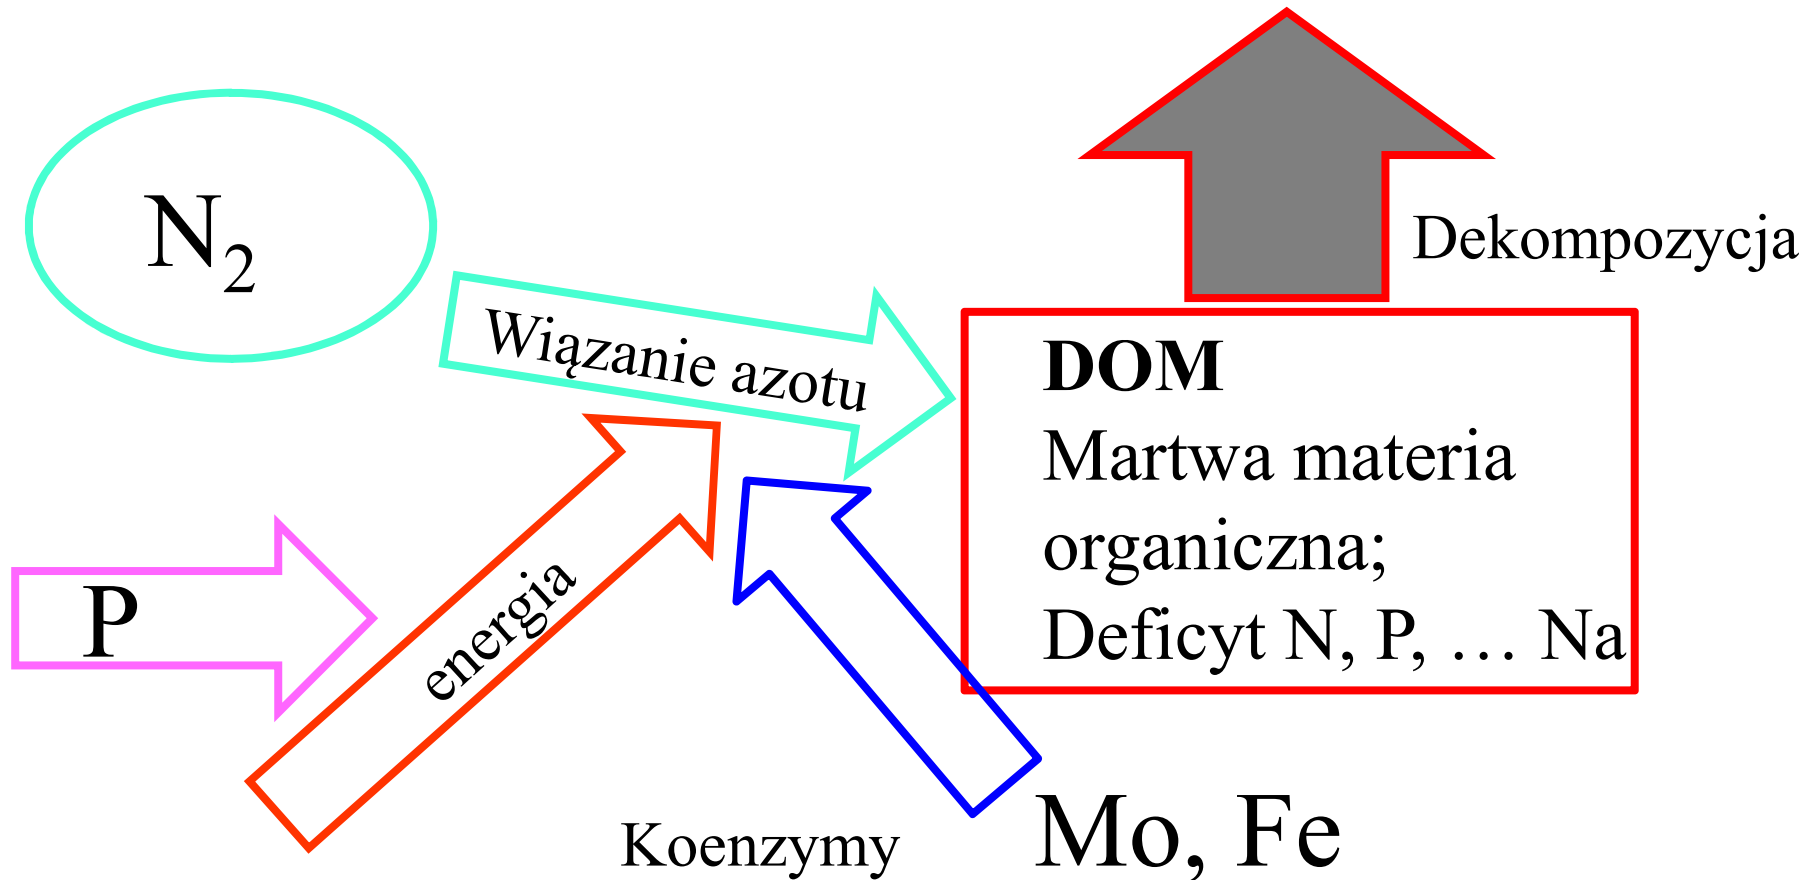 N₂
Dekompozycja
Wiązanie azotu
DOM
Martwa materia
organiczna;
Deficyt N, P, … Na
P
energia
Koenzymy
Mo, Fe